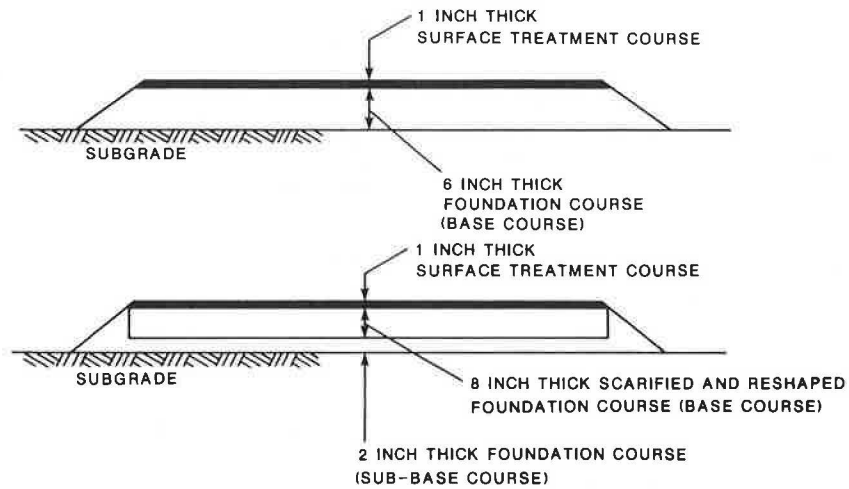 1 INCH THICK
SURFACE TREATMENT COURSE
SUBGRADE
6 INCH THICK
FOUNDATION COURSE
(BASE COURSE)
1 INCH THICK
SURFACE TREATMENT COURSE
SUBGRADE
8 INCH THICK SCARIFIED AND RESHAPED
FOUNDATION COURSE (BASE COURSE)
2 INCH THICK FOUNDATION COURSE
(SUB-BASE COURSE)